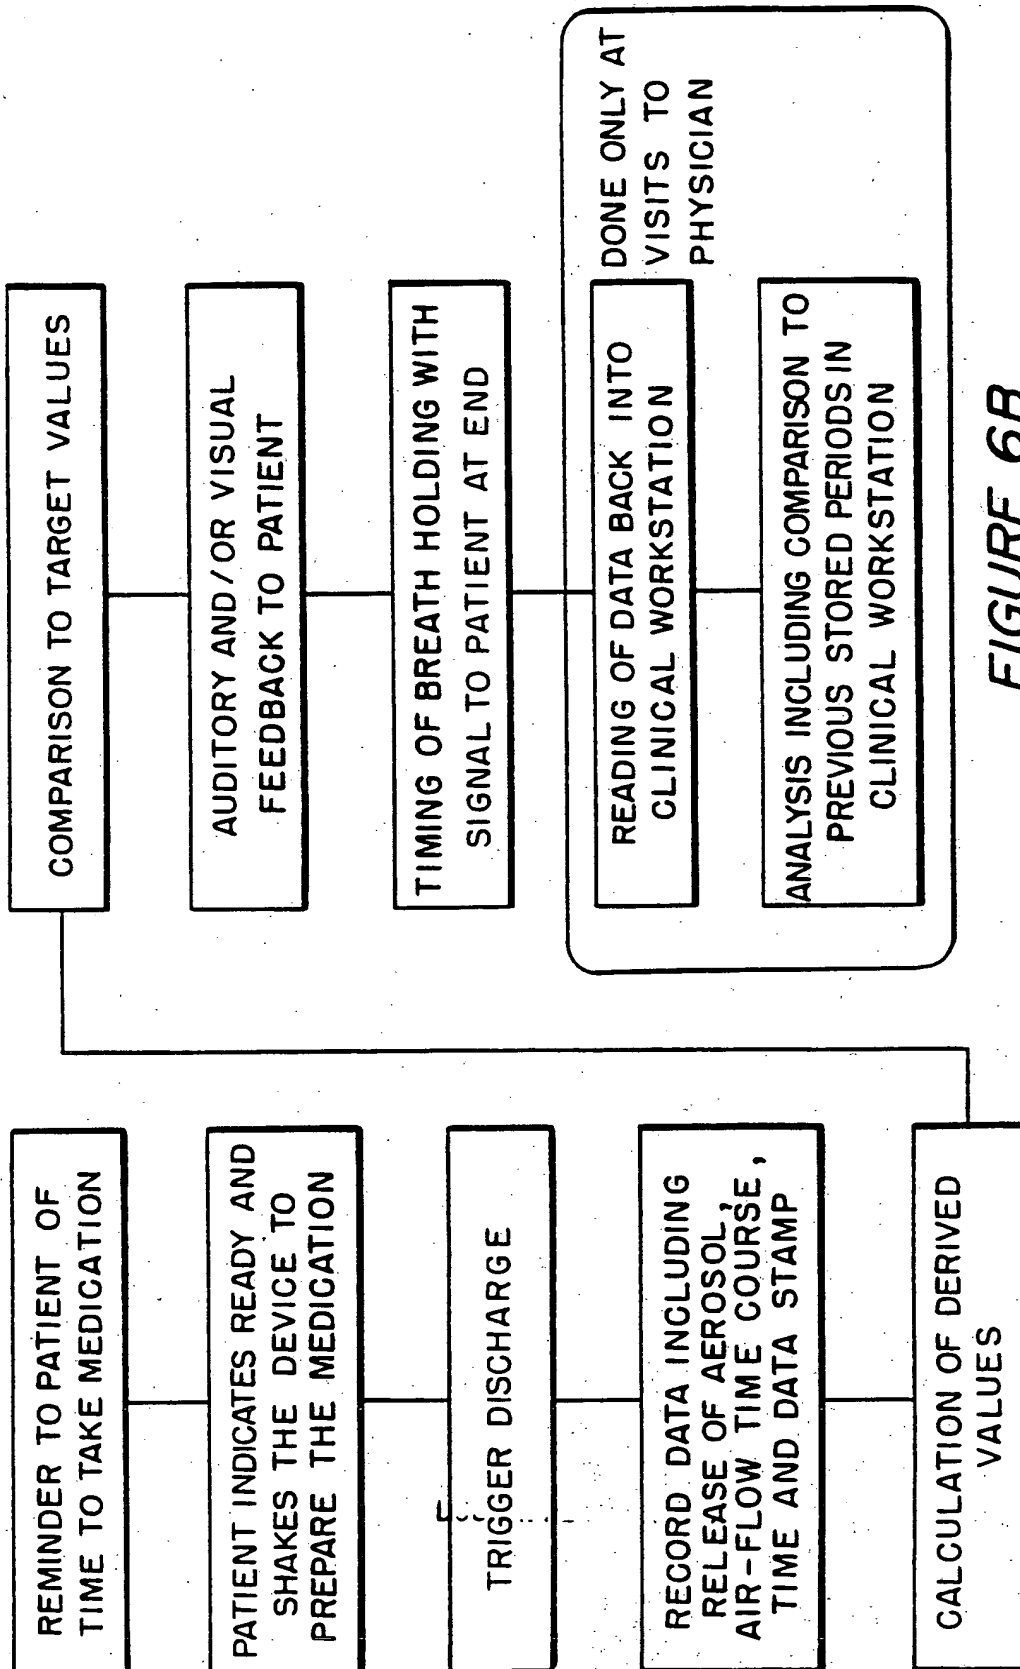 REMINDER TO PATIENT OF
TIME TO TAKE MEDICATION
PATIENT INDICATES READY AND
SHAKES THE DEVICE TO
PREPARE THE MEDICATION
TRIGGER DISCHARGE
RECORD DATA INCLUDING
RELEASE OF AEROSOL,
AIR-FLOW TIME COURSE,
TIME AND DATA STAMP
CALCULATION OF DERIVED
VALUES
COMPARISON TO TARGET VALUES
AUDITORY AND/OR VISUAL
FEEDBACK TO PATIENT
TIMING OF BREATH HOLDING WITH
SIGNAL TO PATIENT AT END
DONE ONLY AT
VISITS TO
PHYSICIAN
READING OF DATA BACK INTO
CLINICAL WORKSTATION
ANALYSIS INCLUDING COMPARISON TO
PREVIOUS STORED PERIODS IN
CLINICAL WORKSTATION
FIGURE 6B